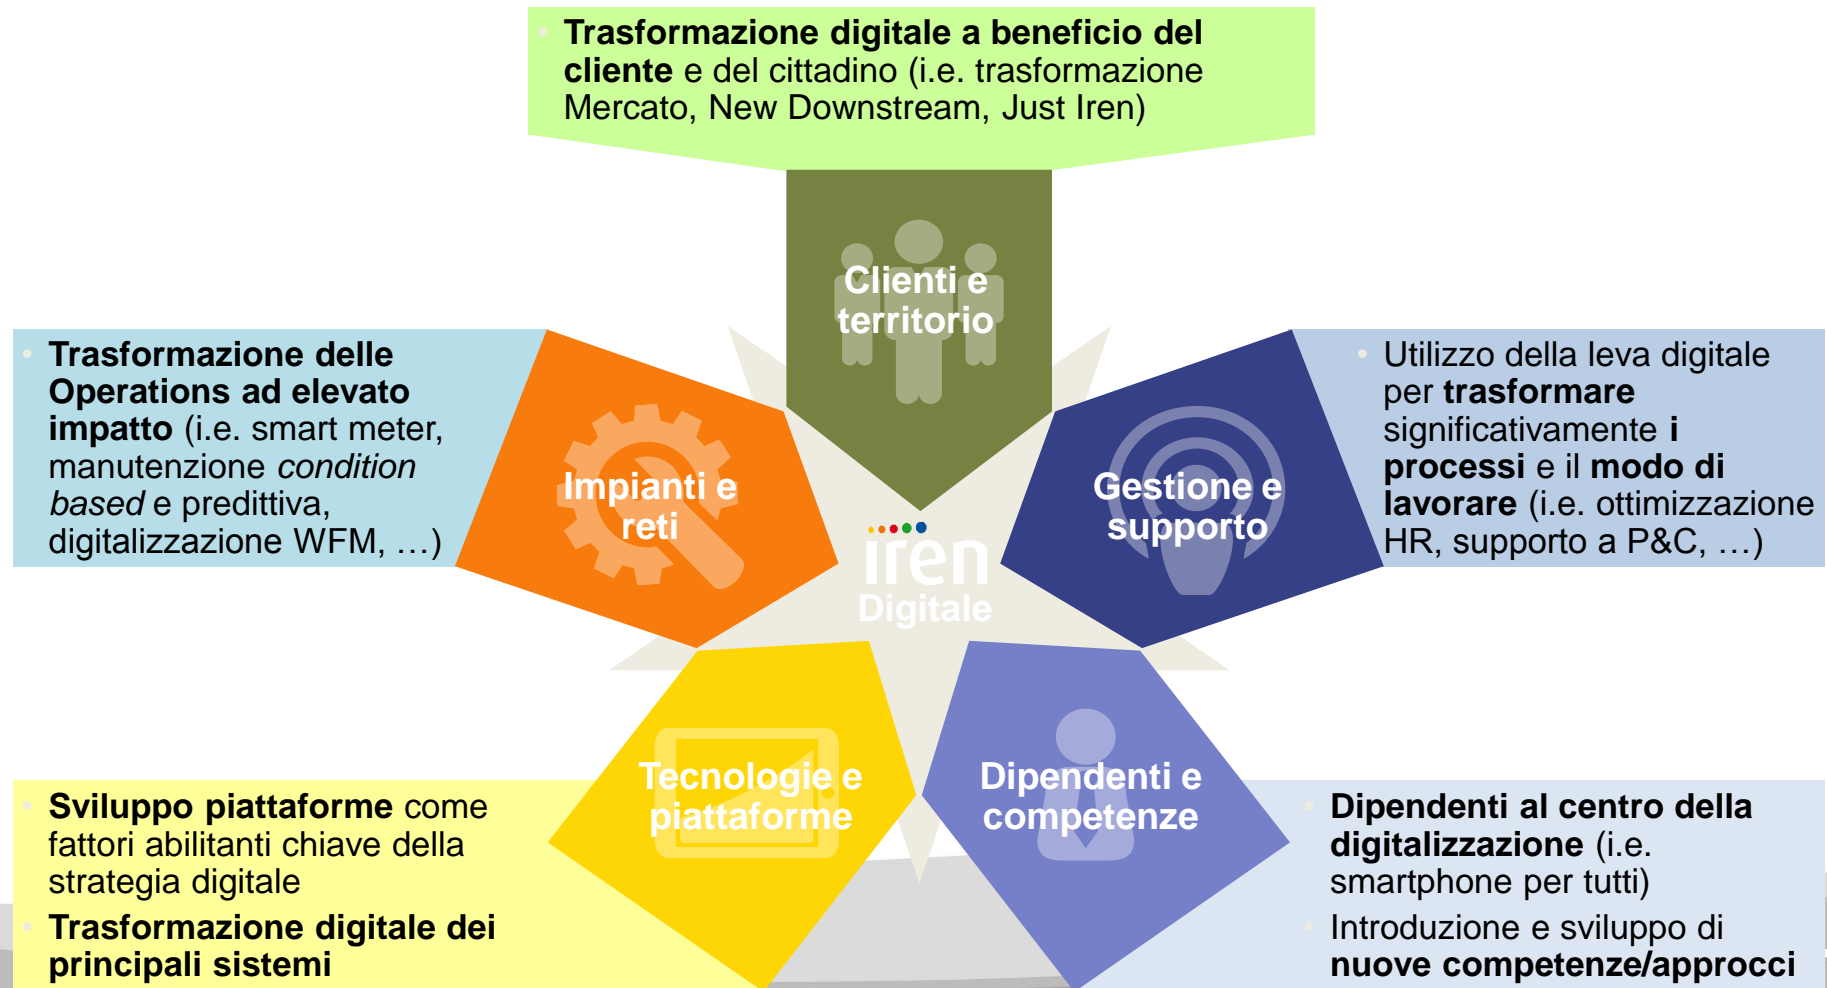 • Trasformazione digitale a beneficio del
cliente e del cittadino (i.e. trasformazione
Mercato, New Downstream, Just Iren)
Clienti e
territorio
• Trasformazione delle
Operations ad elevato
impatto (i.e. smart meter,
manutenzione condition
based e predittiva,
digitalizzazione WFM, …)
Impianti e
reti
Gestione e
supporto
• Utilizzo della leva digitale
per trasformare
significativamente i
processi e il modo di
lavorare (i.e. ottimizzazione
HR, supporto a P&C, …)
iren
Digitale
Tecnologie e
piattaforme
Dipendenti e
competenze
• Sviluppo piattaforme come
fattori abilitanti chiave della
strategia digitale
• Trasformazione digitale dei
principali sistemi
• Dipendenti al centro della
digitalizzazione (i.e.
smartphone per tutti)
• Introduzione e sviluppo di
nuove competenze/approcci